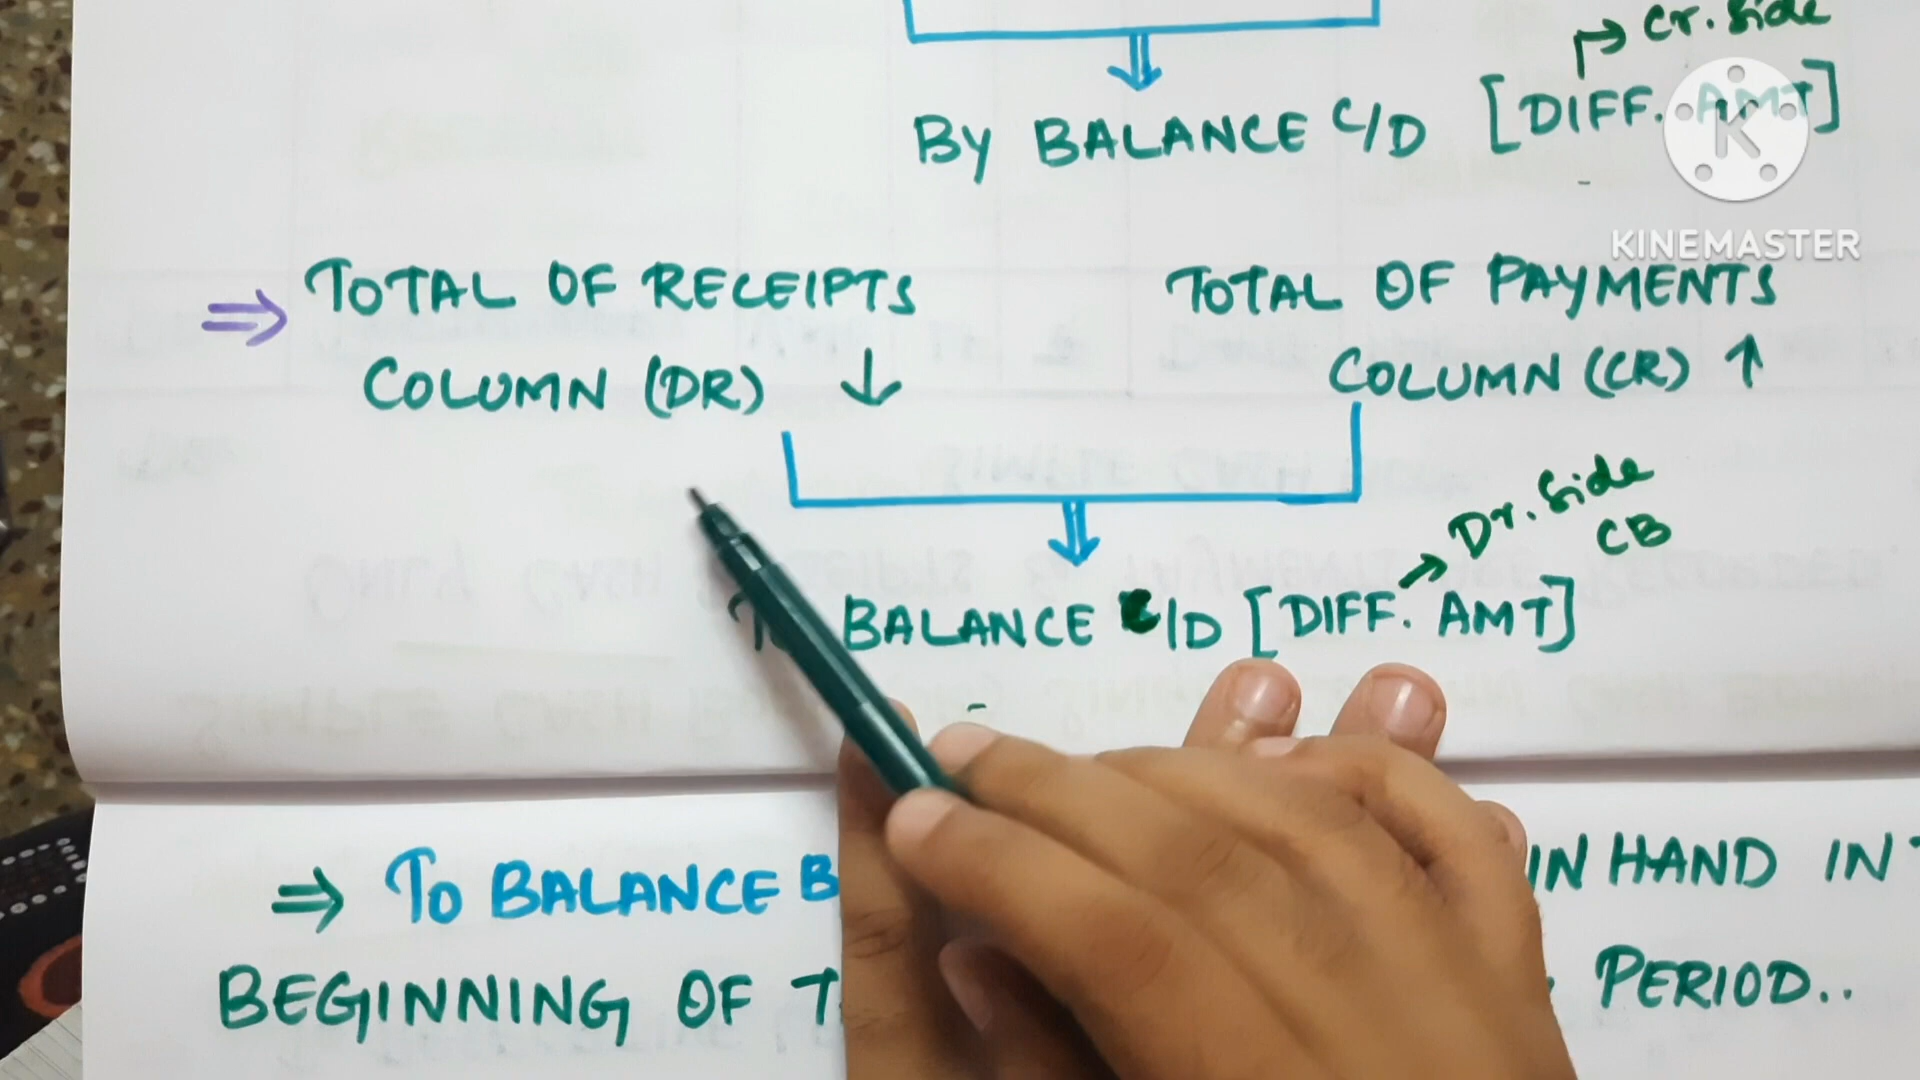 → Cr. Side
By BALANCE C/D [DIFF. AMT]
KINEMASTER
⇒ TOTAL OF RECEIPTS TOTAL OF PAYMENTS
COLUMN (DR) ↓ COLUMN (CR) ↑
→ Dr. Side
CB
BALANCE C/D [DIFF. AMT]
⇒ To BALANCE B IN HAND IN
BEGINNING OF PERIOD..